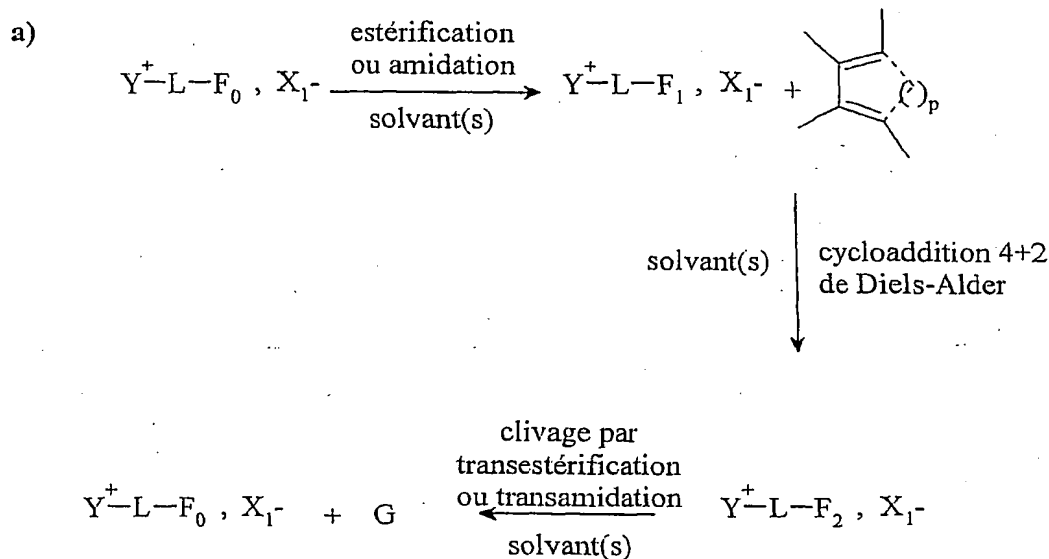 a)
estérification
ou amidation
Y⁺–L–F₀ , X₁- solvant(s) Y⁺–L–F₁ , X₁- + ( )ₚ
solvant(s) cycloaddition 4+2
de Diels-Alder
clivage par
transestérification
ou transamidation
Y⁺–L–F₀ , X₁- + G solvant(s) Y⁺–L–F₂ , X₁-